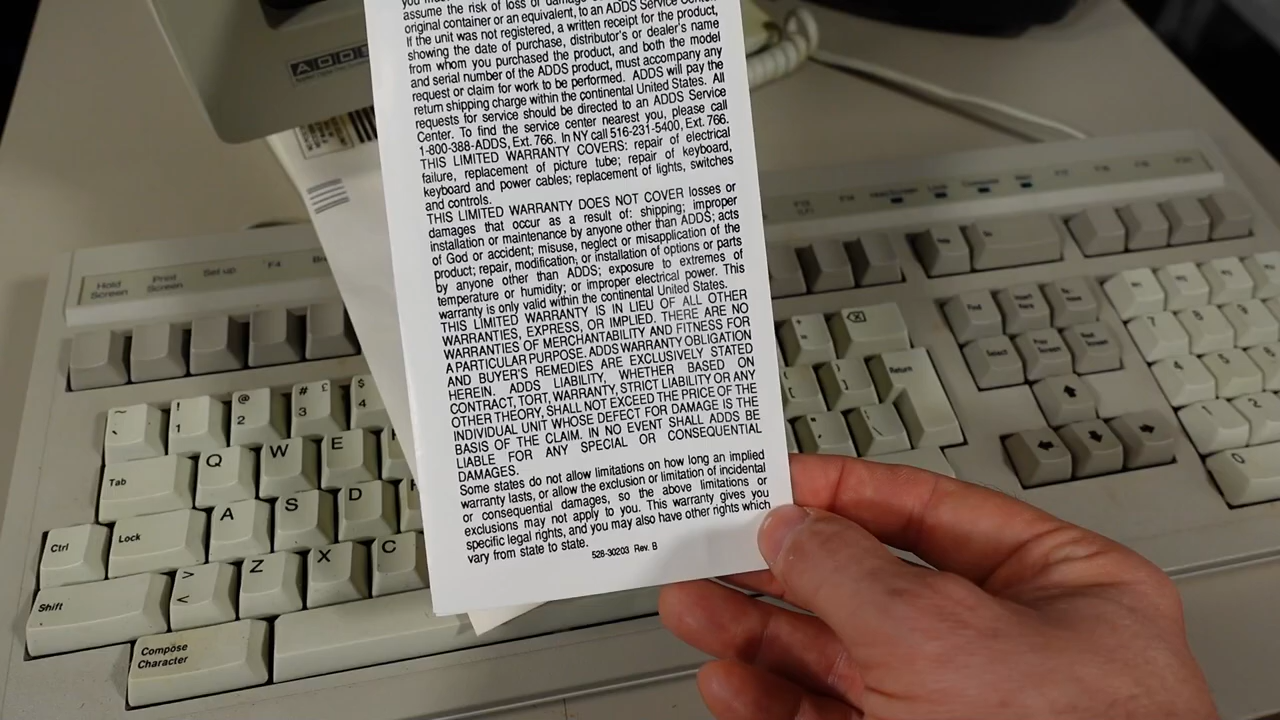 assume the risk of loss or damage
original container or an equivalent, to an ADDS Service Center.
If the unit was not registered, a written receipt for the product,
showing the date of purchase, distributor's or dealer's name
from whom you purchased the product, and both the model
and serial number of the ADDS product, must accompany any
request or claim for work to be performed. ADDS will pay the
return shipping charge within the continental United States. All
requests for service should be directed to an ADDS Service
Center. To find the service center nearest you, please call
1-800-388-ADDS, Ext. 766. In NY call 516-231-5400, Ext. 766.
THIS LIMITED WARRANTY COVERS: repair of electrical
failure, replacement of picture tube; repair of keyboard,
keyboard and power cables; replacement of lights, switches
and controls.
THIS LIMITED WARRANTY DOES NOT COVER losses or
damages that occur as a result of: shipping; improper
installation or maintenance by anyone other than ADDS; acts
of God or accident; misuse, neglect or misapplication of the
product; repair, modification, or installation of options or parts
by anyone other than ADDS; exposure to extremes of
temperature or humidity; or improper electrical power. This
warranty is only valid within the continental United States.
THIS LIMITED WARRANTY IS IN LIEU OF ALL OTHER
WARRANTIES, EXPRESS, OR IMPLIED. THERE ARE NO
WARRANTIES OF MERCHANTABILITY AND FITNESS FOR
A PARTICULAR PURPOSE. ADDS WARRANTY OBLIGATION
AND BUYER'S REMEDIES ARE EXCLUSIVELY STATED
HEREIN. ADDS LIABILITY, WHETHER BASED ON
CONTRACT, TORT, WARRANTY, STRICT LIABILITY OR ANY
OTHER THEORY, SHALL NOT EXCEED THE PRICE OF THE
INDIVIDUAL UNIT WHOSE DEFECT FOR DAMAGE IS THE
BASIS OF THE CLAIM. IN NO EVENT SHALL ADDS BE
LIABLE FOR ANY SPECIAL OR CONSEQUENTIAL
DAMAGES.
Some states do not allow limitations on how long an implied
warranty lasts, or allow the exclusion or limitation of incidental
or consequential damages, so the above limitations or
exclusions may not apply to you. This warranty gives you
specific legal rights, and you may also have other rights which
vary from state to state.
528-30203 Rev. B
ADDS
Hold Screen
Print Screen
Set up
F4
~ `
! 1
@ 2
# £ 3
$ 4
Tab
Q
W
E
Ctrl
Lock
A
S
D
Shift
> <
Z
X
C
Compose Character
Return
Find
Insert Here
Select
Prev Screen
Next Screen
7
8
9
4
5
6
1
2
0